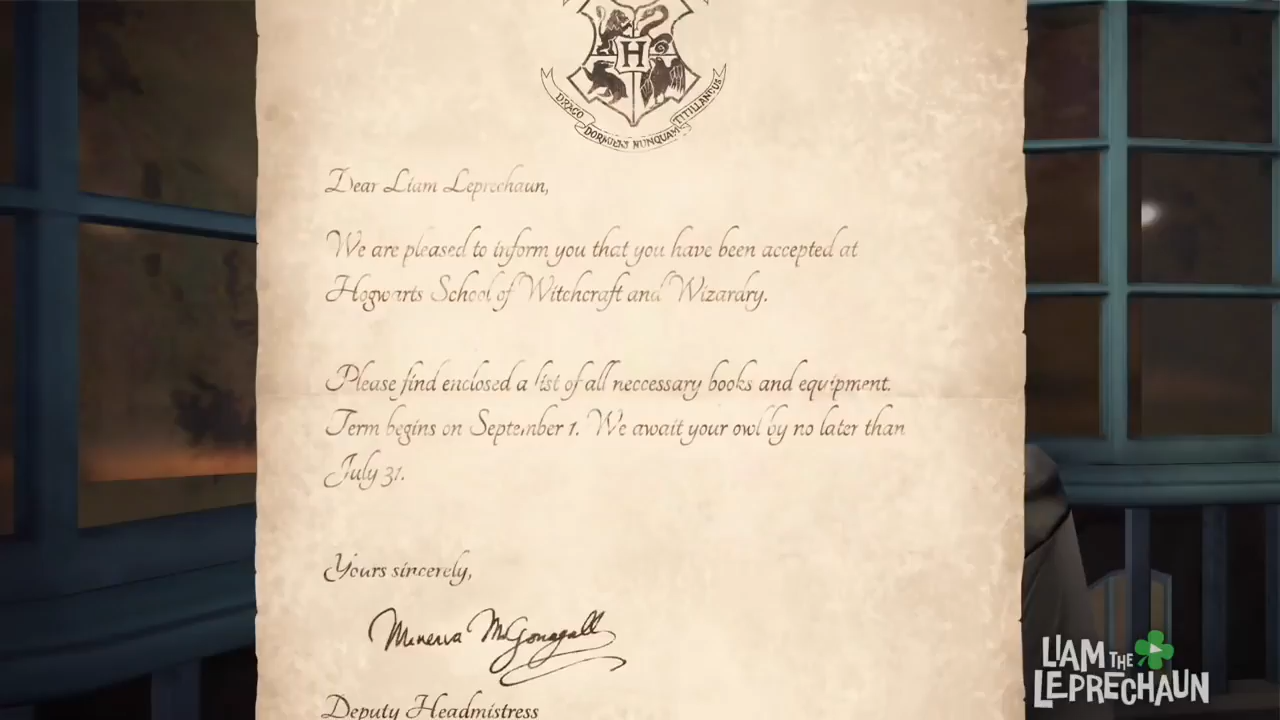 H
DRACO DORMIENS NUNQUAM TITILLANDUS
Dear Liam Leprechaun,
We are pleased to inform you that you have been accepted at
Hogwarts School of Witchcraft and Wizardry.
Please find enclosed a list of all neccessary books and equipment.
Term begins on September 1. We await your owl by no later than
July 31.
Yours sincerely,
Minerva McGonagall
Deputy Headmistress
LIAM THE
LEPRECHAUN